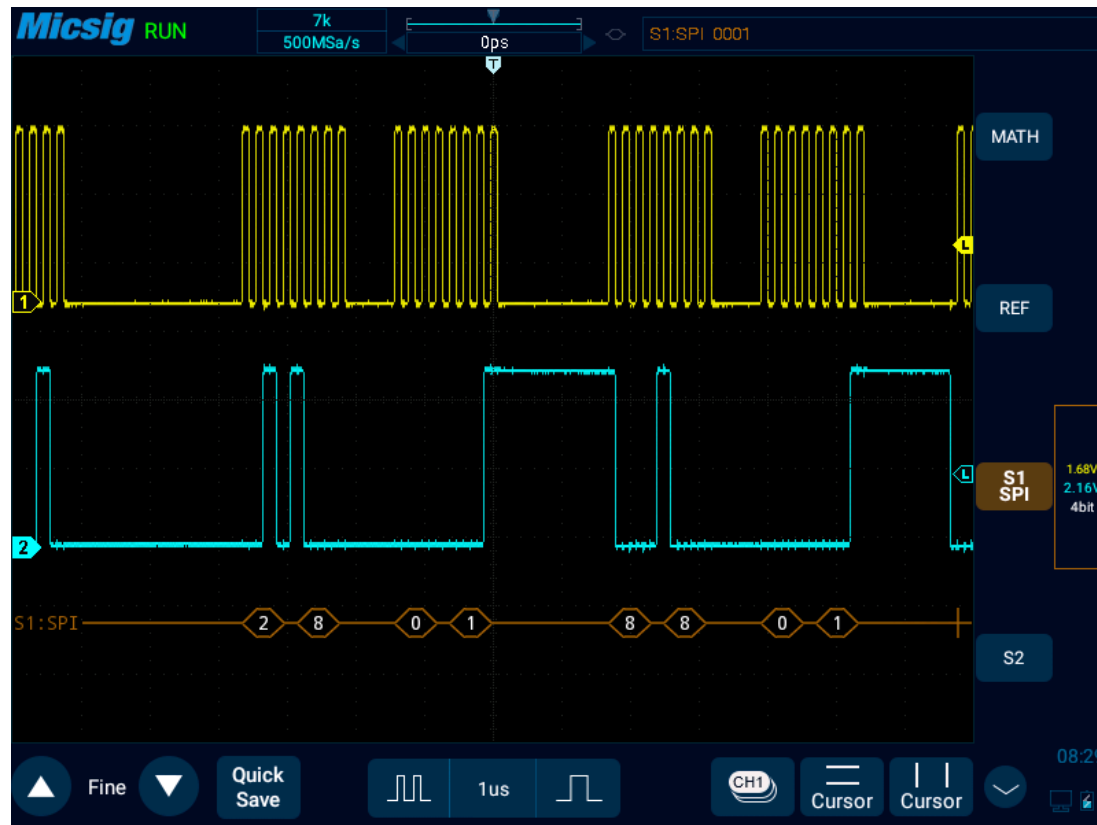 Micsig RUN
7k
500MSa/s
0ps
S1:SPI 0001
T
MATH
L
1
REF
L
S1
SPI
1.68V
2.16V
4bit
2
S1:SPI 2 8 0 1 8 8 0 1
S2
08:29
Fine
Quick
Save
1us
CH1
Cursor
Cursor